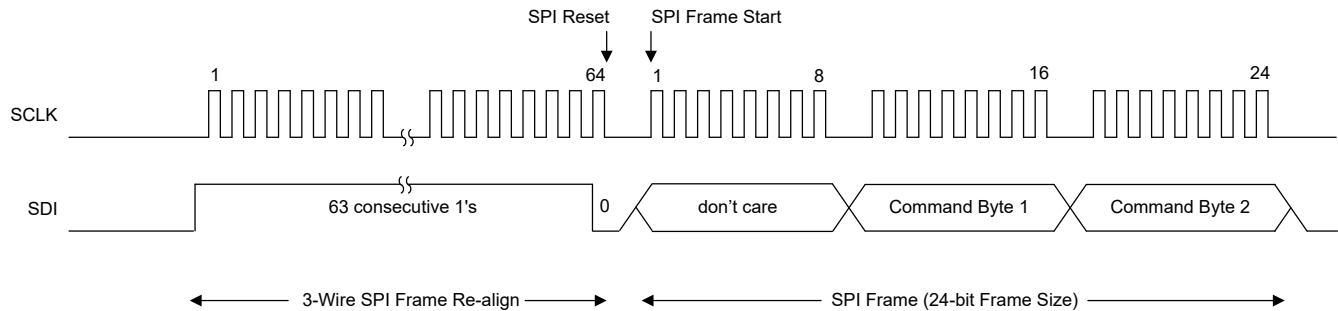 SPI Reset
SPI Frame Start
1
64
1
8
16
24
SCLK
SDI
63 consecutive 1's
0
don't care
Command Byte 1
Command Byte 2
3-Wire SPI Frame Re-align
SPI Frame (24-bit Frame Size)